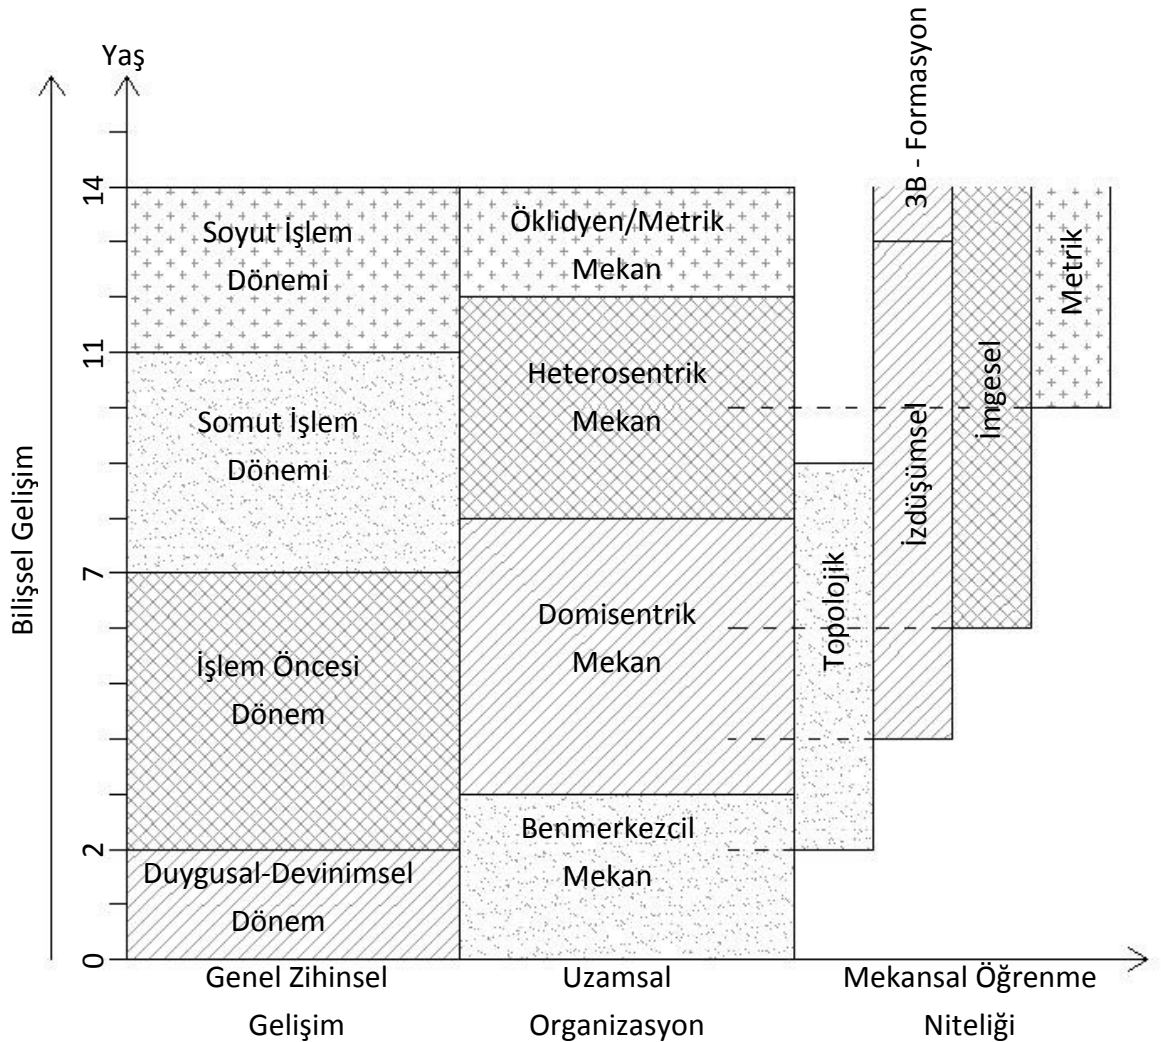 Yaş
Bilişsel Gelişim
14
11
7
2
0
Soyut İşlem
Dönemi
Somut İşlem
Dönemi
İşlem Öncesi
Dönem
Duygusal-Devinimsel
Dönem
Öklidyen/Metrik
Mekan
Heterosentrik
Mekan
Domisentrik
Mekan
Benmerkezcil
Mekan
Topolojik
İzdüşümsel
3B - Formasyon
İmgesel
Metrik
Genel Zihinsel
Gelişim
Uzamsal
Organizasyon
Mekansal Öğrenme
Niteliği